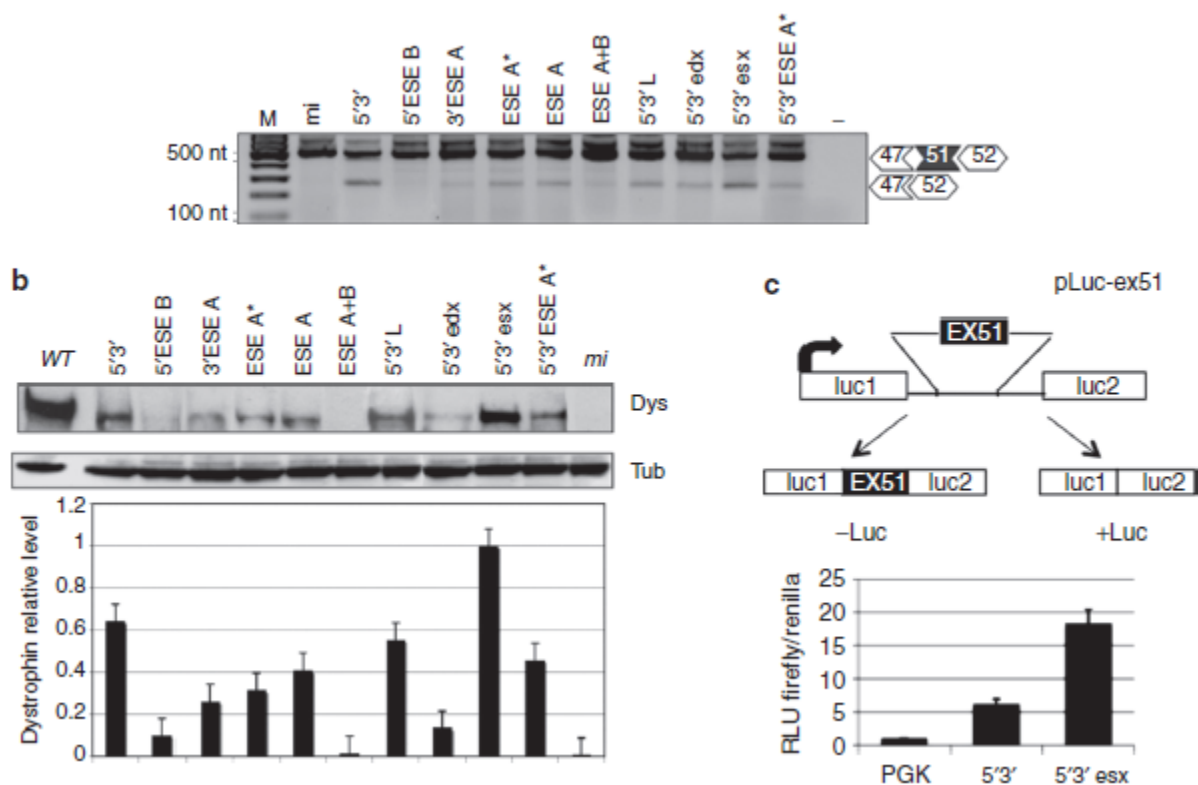 M mi 5'3' 5'ESE B 3'ESE A ESE A* ESE A ESE A+B 5'3' L 5'3' edx 5'3' esx 5'3' ESE A* –
500 nt
47 51 52
47 52
100 nt
b
WT 5'3' 5'ESE B 3'ESE A ESE A* ESE A ESE A+B 5'3' L 5'3' edx 5'3' esx 5'3' ESE A* mi
Dys
Tub
Dystrophin relative level
1.2
1
0.8
0.6
0.4
0.2
0
c
pLuc-ex51
EX51
luc1 luc2
luc1 EX51 luc2
luc1 luc2
–Luc +Luc
RLU firefly/renilla
25
20
15
10
5
0
PGK 5'3' 5'3' esx